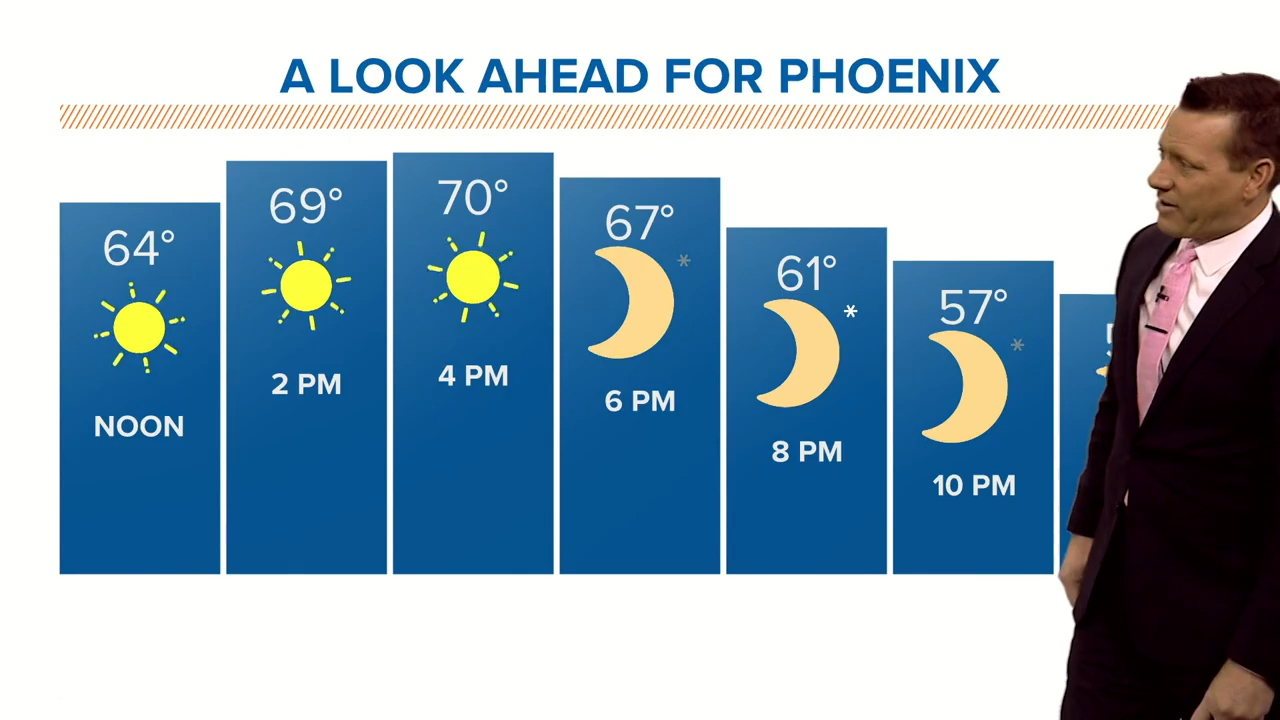 A LOOK AHEAD FOR PHOENIX
64°
NOON
69°
2 PM
70°
4 PM
67°
6 PM
61°
8 PM
57°
10 PM